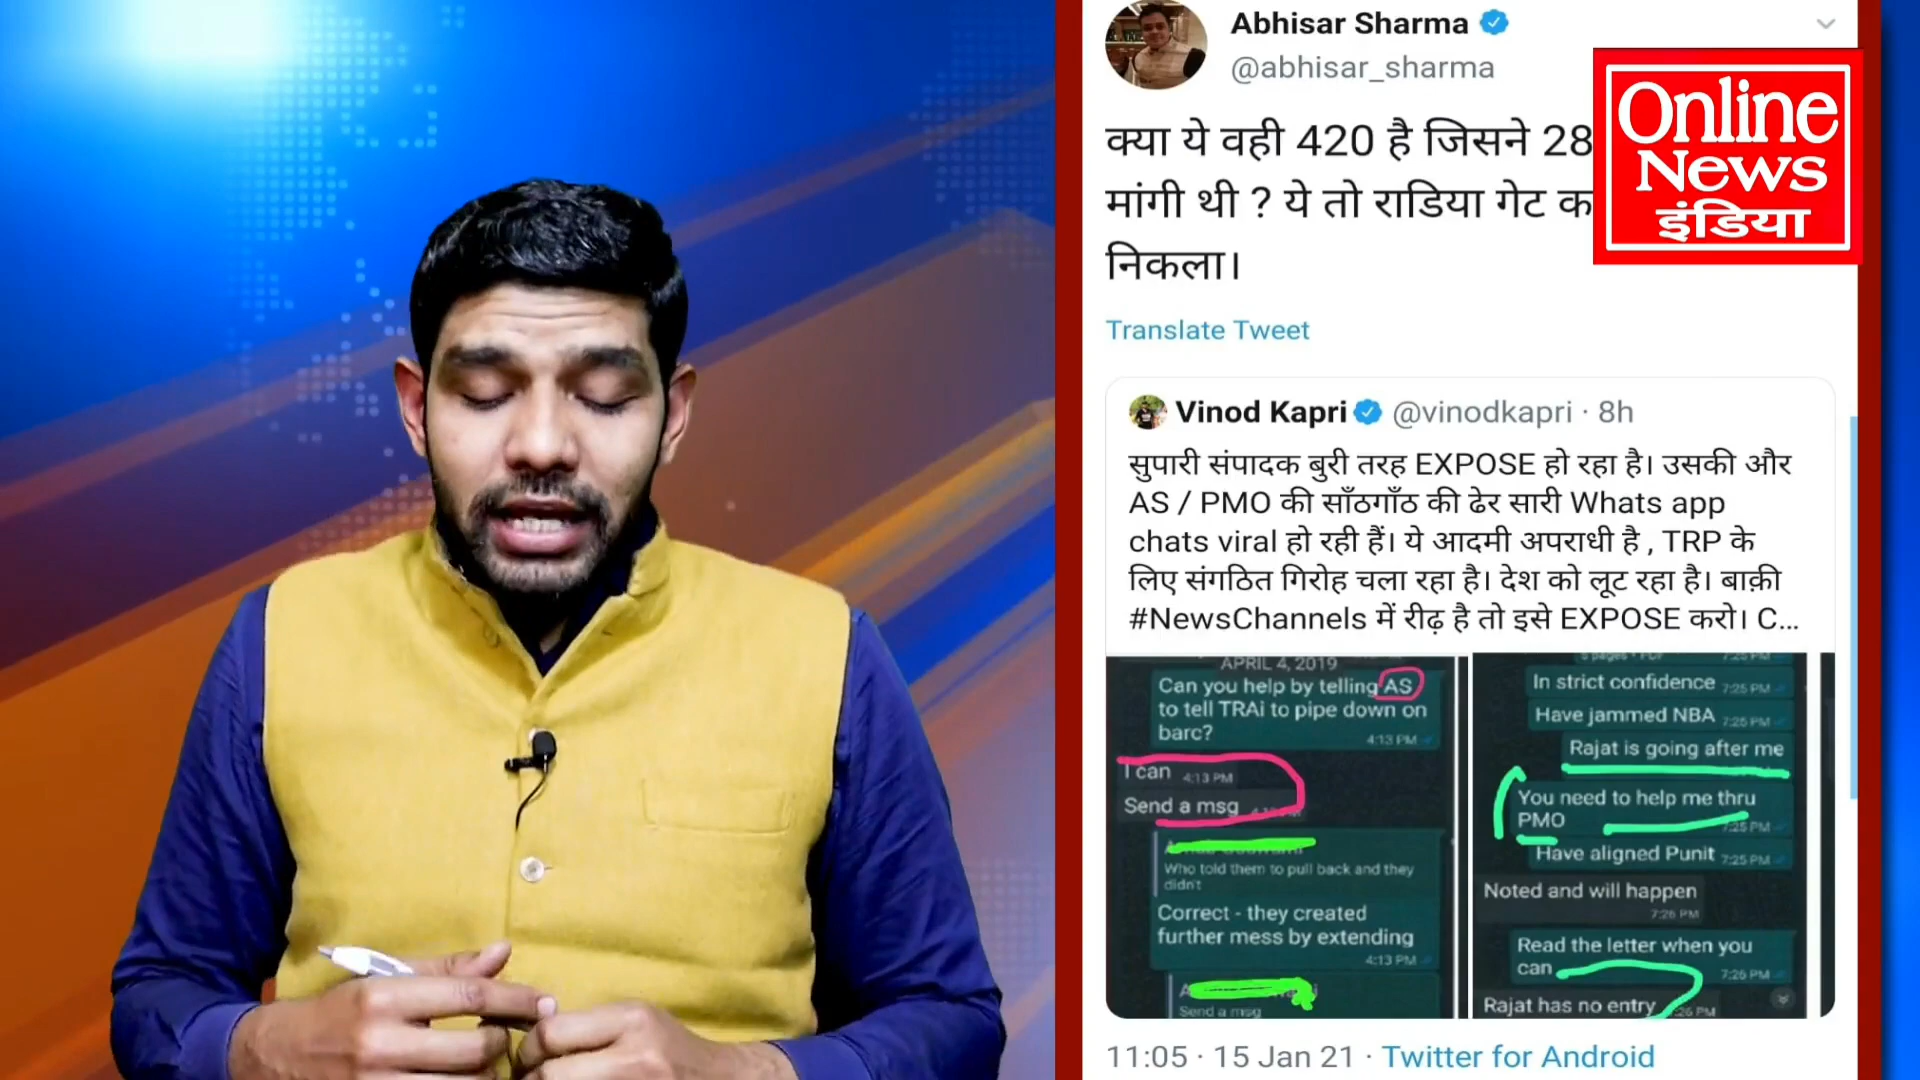 Abhisar Sharma
@abhisar_sharma
क्या ये वही 420 है जिसने 28
मांगी थी ? ये तो राडिया गेट क
निकला।
Online
News
इंडिया
Translate Tweet
Vinod Kapri @vinodkapri · 8h
सुपारी संपादक बुरी तरह EXPOSE हो रहा है। उसकी और
AS / PMO की साँठगाँठ की ढेर सारी Whats app
chats viral हो रही हैं। ये आदमी अपराधी है , TRP के
लिए संगठित गिरोह चला रहा है। देश को लूट रहा है। बाक़ी
#NewsChannels में रीढ़ है तो इसे EXPOSE करो। C...
APRIL 4, 2019
Can you help by telling AS
to tell TRAi to pipe down on
barc?
4:13 PM
I can 4:13 PM
Send a msg
Who told them to pull back and they
didn't
Correct - they created
further mess by extending
4:13 PM
Send a msg
In strict confidence 7:25 PM
Have jammed NBA 7:25 PM
Rajat is going after me
You need to help me thru
PMO 7:25 PM
Have aligned Punit 7:25 PM
Noted and will happen
7:26 PM
Read the letter when you
can 7:26 PM
Rajat has no entry :26 PM
11:05 · 15 Jan 21 · Twitter for Android